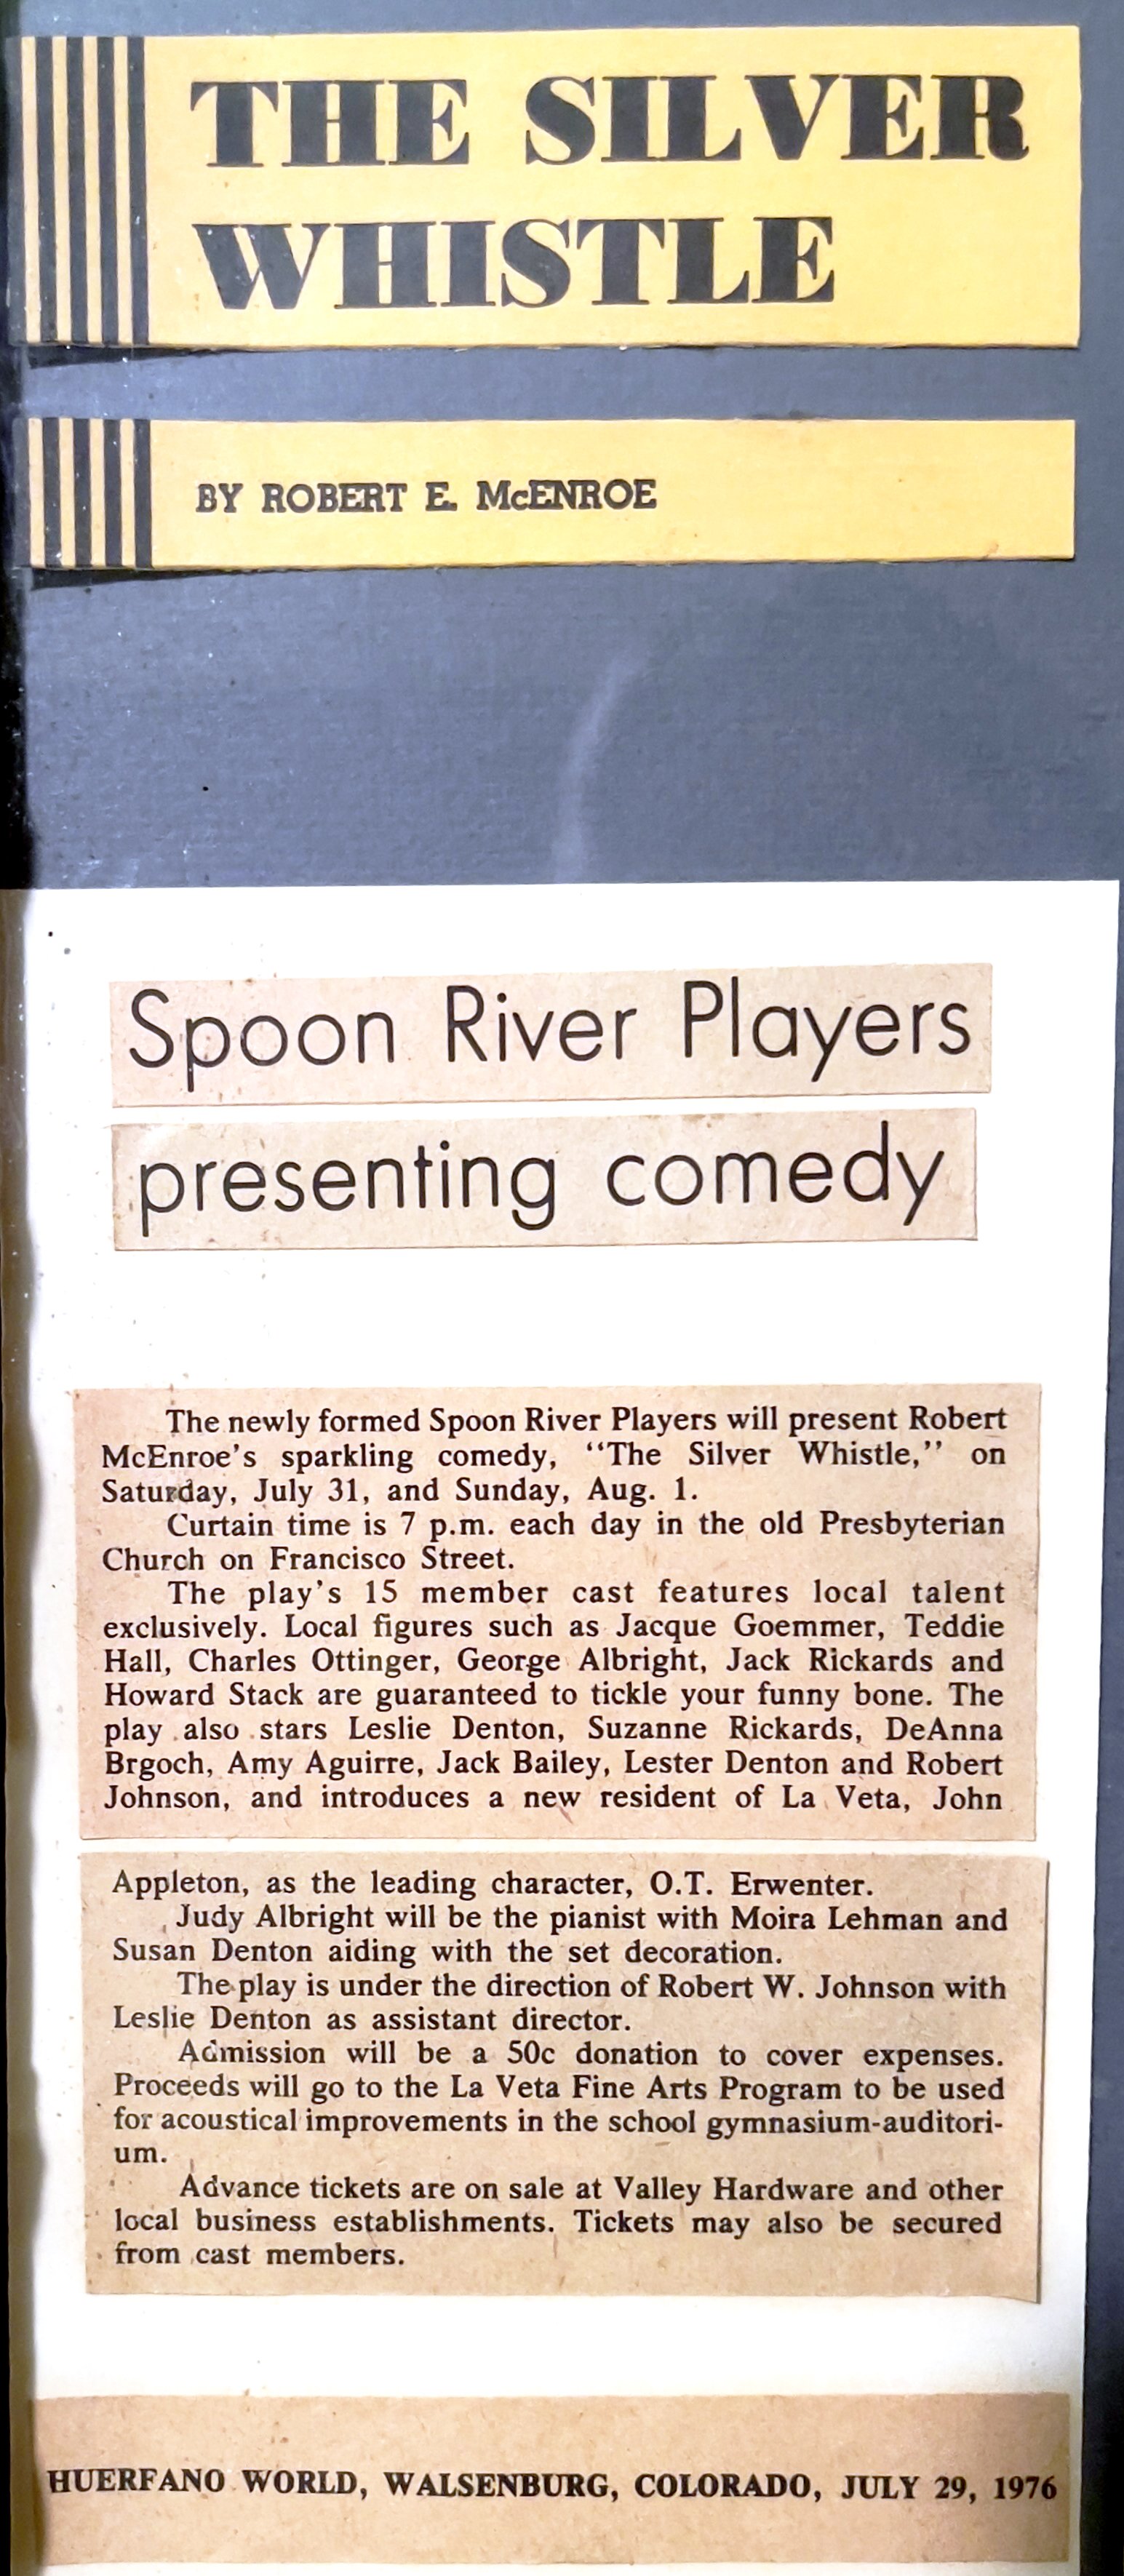 THE SILVER
WHISTLE
BY ROBERT E. McENROE
Spoon River Players
presenting comedy
The newly formed Spoon River Players will present Robert
McEnroe's sparkling comedy, "The Silver Whistle," on
Saturday, July 31, and Sunday, Aug. 1.
Curtain time is 7 p.m. each day in the old Presbyterian
Church on Francisco Street.
The play's 15 member cast features local talent
exclusively. Local figures such as Jacque Goemmer, Teddie
Hall, Charles Ottinger, George Albright, Jack Rickards and
Howard Stack are guaranteed to tickle your funny bone. The
play also stars Leslie Denton, Suzanne Rickards, DeAnna
Brgoch, Amy Aguirre, Jack Bailey, Lester Denton and Robert
Johnson, and introduces a new resident of La Veta, John
Appleton, as the leading character, O.T. Erwenter.
Judy Albright will be the pianist with Moira Lehman and
Susan Denton aiding with the set decoration.
The play is under the direction of Robert W. Johnson with
Leslie Denton as assistant director.
Admission will be a 50c donation to cover expenses.
Proceeds will go to the La Veta Fine Arts Program to be used
for acoustical improvements in the school gymnasium-auditori-
um.
Advance tickets are on sale at Valley Hardware and other
local business establishments. Tickets may also be secured
from cast members.
HUERFANO WORLD, WALSENBURG, COLORADO, JULY 29, 1976